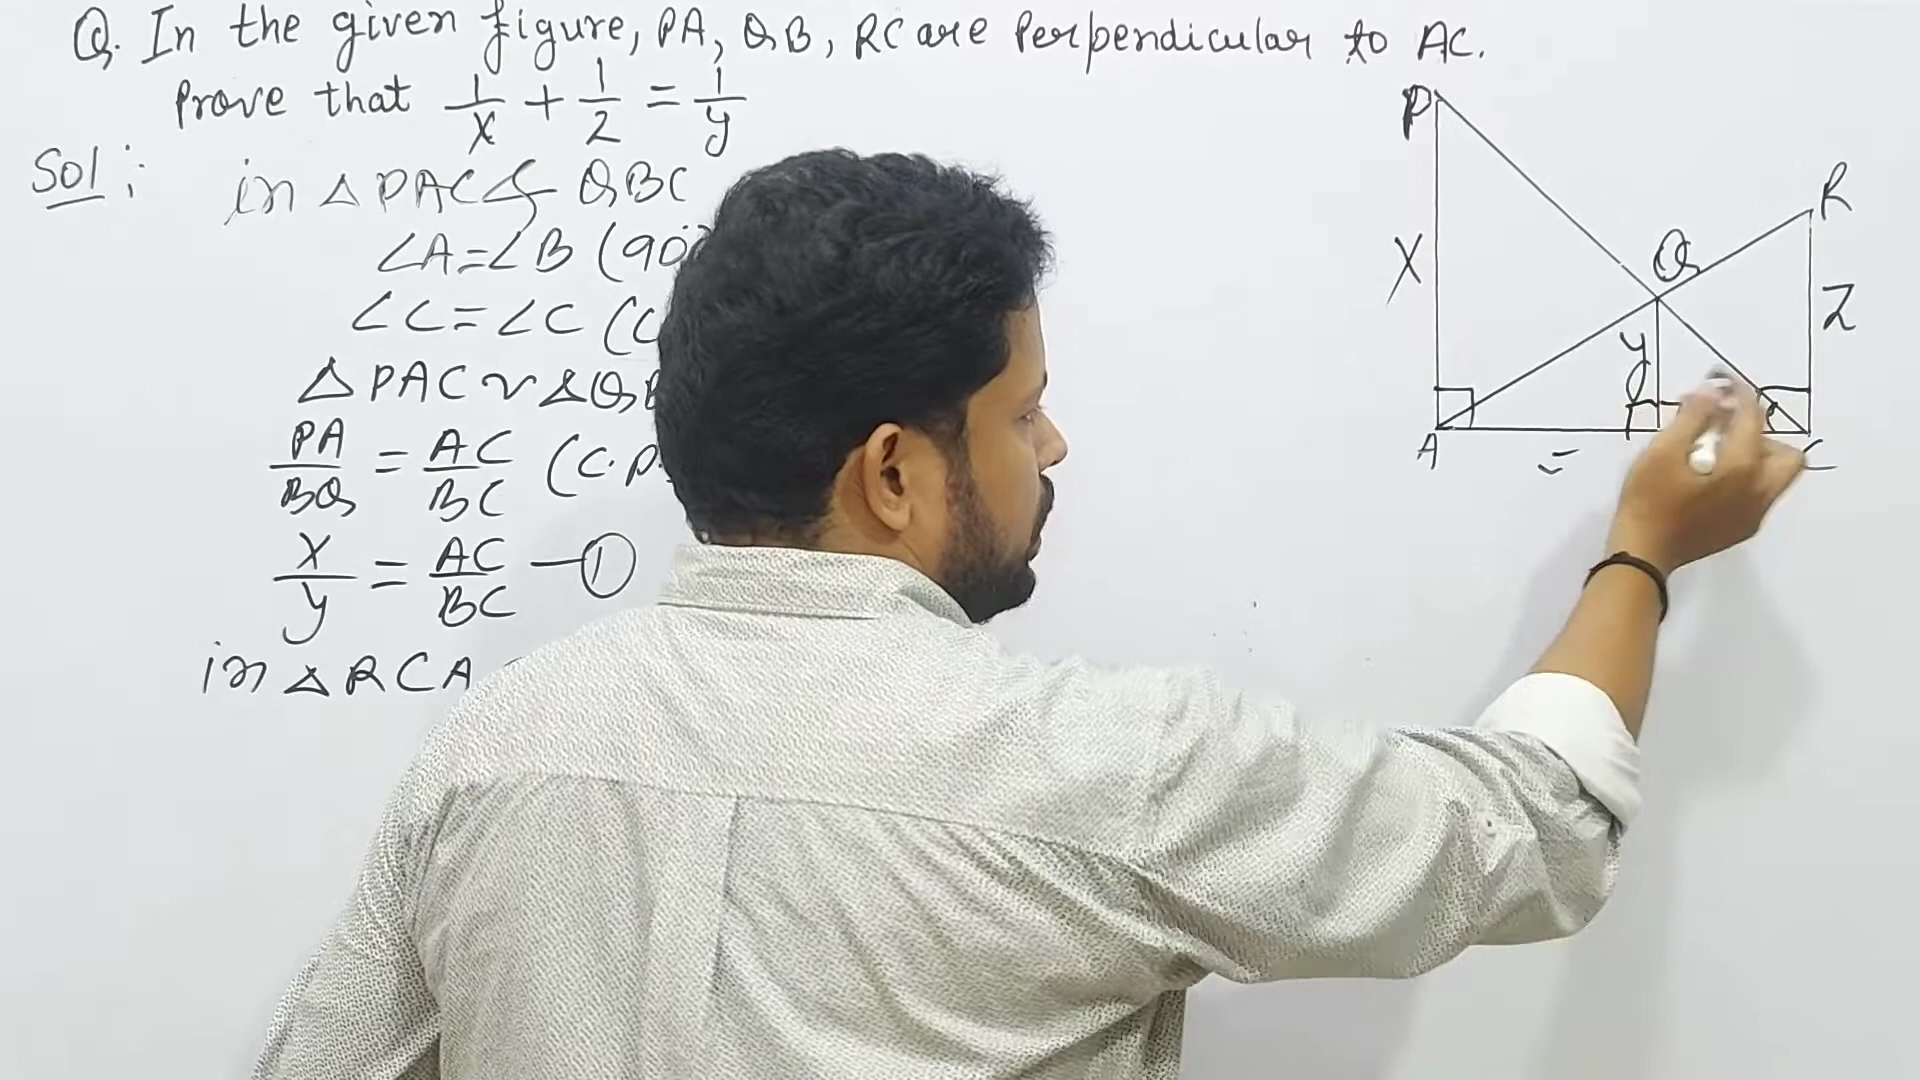 Q. In the given figure, PA, QB, RC are Perpendicular to AC.
Prove that 1/x + 1/z = 1/y
Sol:
in △PAC & QBC
∠A=∠B (90°
∠C=∠C (C
△PAC ~ △QB
PA/BQ = AC/BC (C.P.
x/y = AC/BC —①
in △RCA
P
R
Q
X
Z
y
A
C